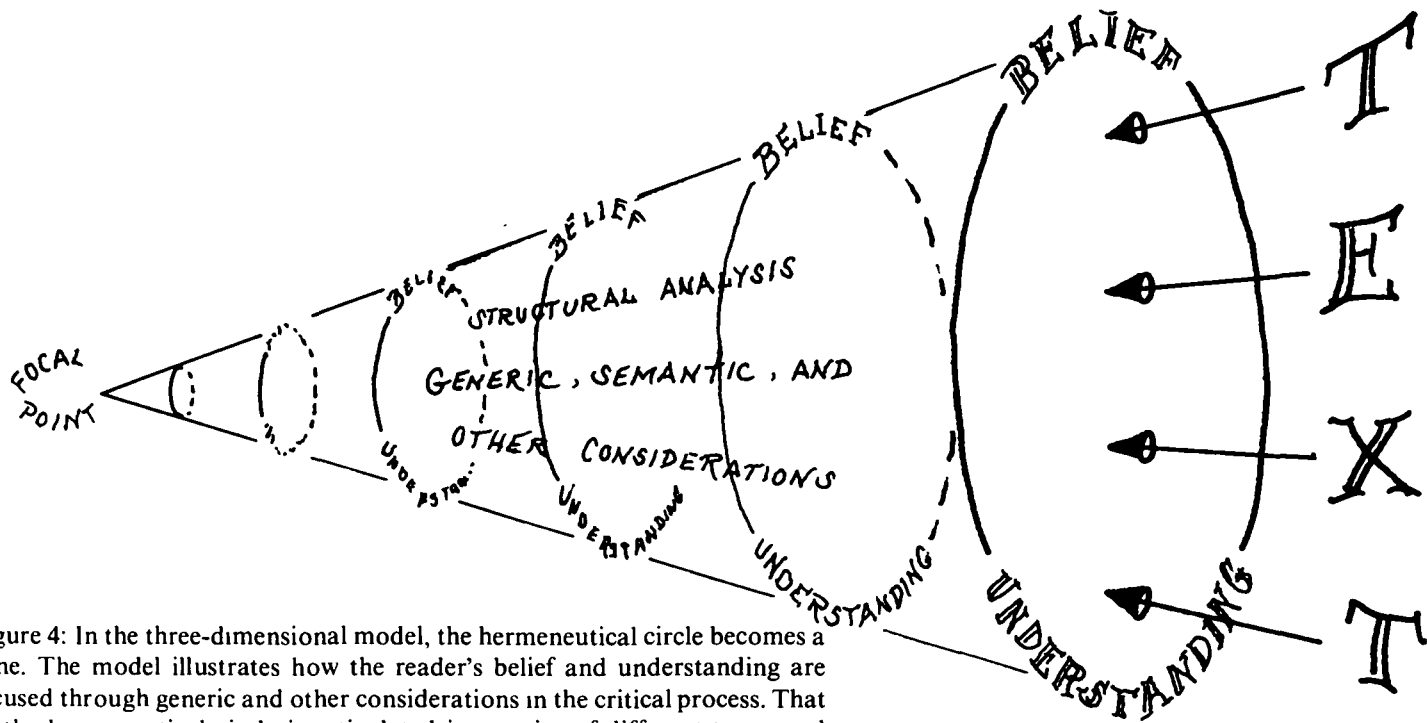 BELIEF
BELIEF
BELIEF
BELIEF
T
E
X
T
STRUCTURAL ANALYSIS
GENERIC, SEMANTIC, AND
OTHER CONSIDERATIONS
FOCAL
POINT
UNDERSTAN..
UNDERSTANDING
UNDERSTANDING
UNDERSTANDING
gure 4: In the three-dimensional model, the hermeneutical circle becomes a
ne. The model illustrates how the reader's belief and understanding are
cused through generic and other considerations in the critical process. That